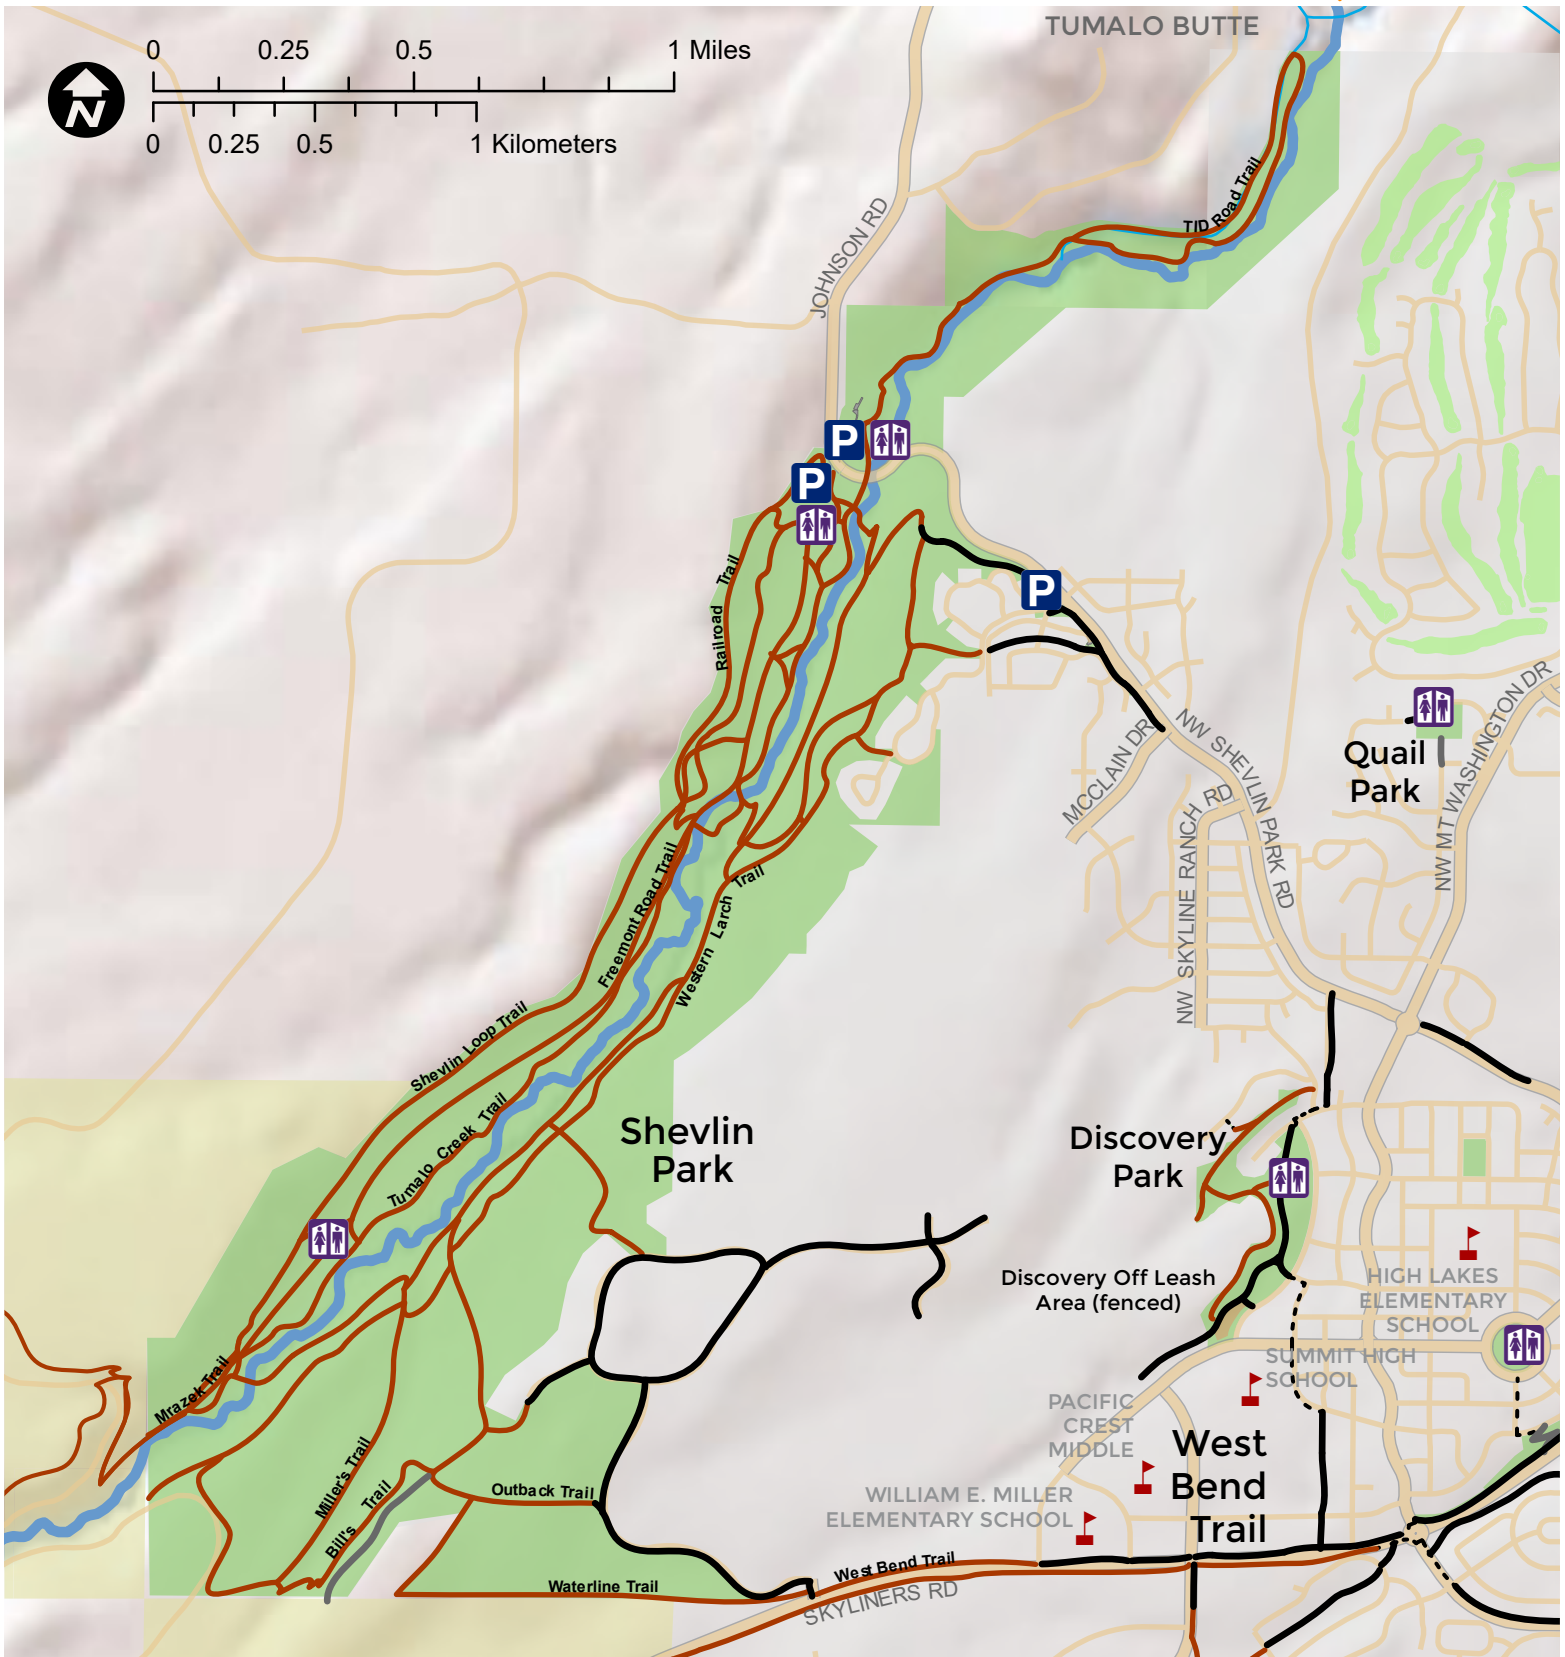 TUMALO BUTTE
0 0.25 0.5 1 Miles
N
0 0.25 0.5 1 Kilometers
TID Road Trail
JOHNSON RD
P
P
P
Railroad Trail
MCCLAIN DR
NW SHEVLIN PARK RD
NW SKYLINE RANCH RD
Quail
Park
NW MT WASHINGTON DR
Freemont Road Trail
Western Larch Trail
Shevlin Loop Trail
Tumalo Creek Trail
Shevlin
Park
Discovery
Park
Discovery Off Leash
Area (fenced)
HIGH LAKES
ELEMENTARY
SCHOOL
SUMMIT HIGH
SCHOOL
Mrazek Trail
PACIFIC
CREST
MIDDLE
West
Bend
Trail
Miller's Trail
Bill's Trail
Outback Trail
WILLIAM E. MILLER
ELEMENTARY SCHOOL
West Bend Trail
Waterline Trail
SKYLINERS RD